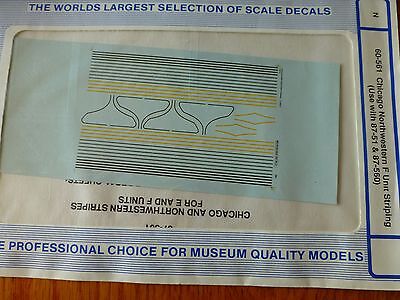 THE WORLDS LARGEST SELECTION OF SCALE DECALS
N
60-561 Chicago Northwestern F Unit Striping
(Use with 87-51 & 87-560)
CHICAGO AND NORTHWESTERN STRIPES
FOR E AND F UNITS
E PROFESSIONAL CHOICE FOR MUSEUM QUALITY MODELS